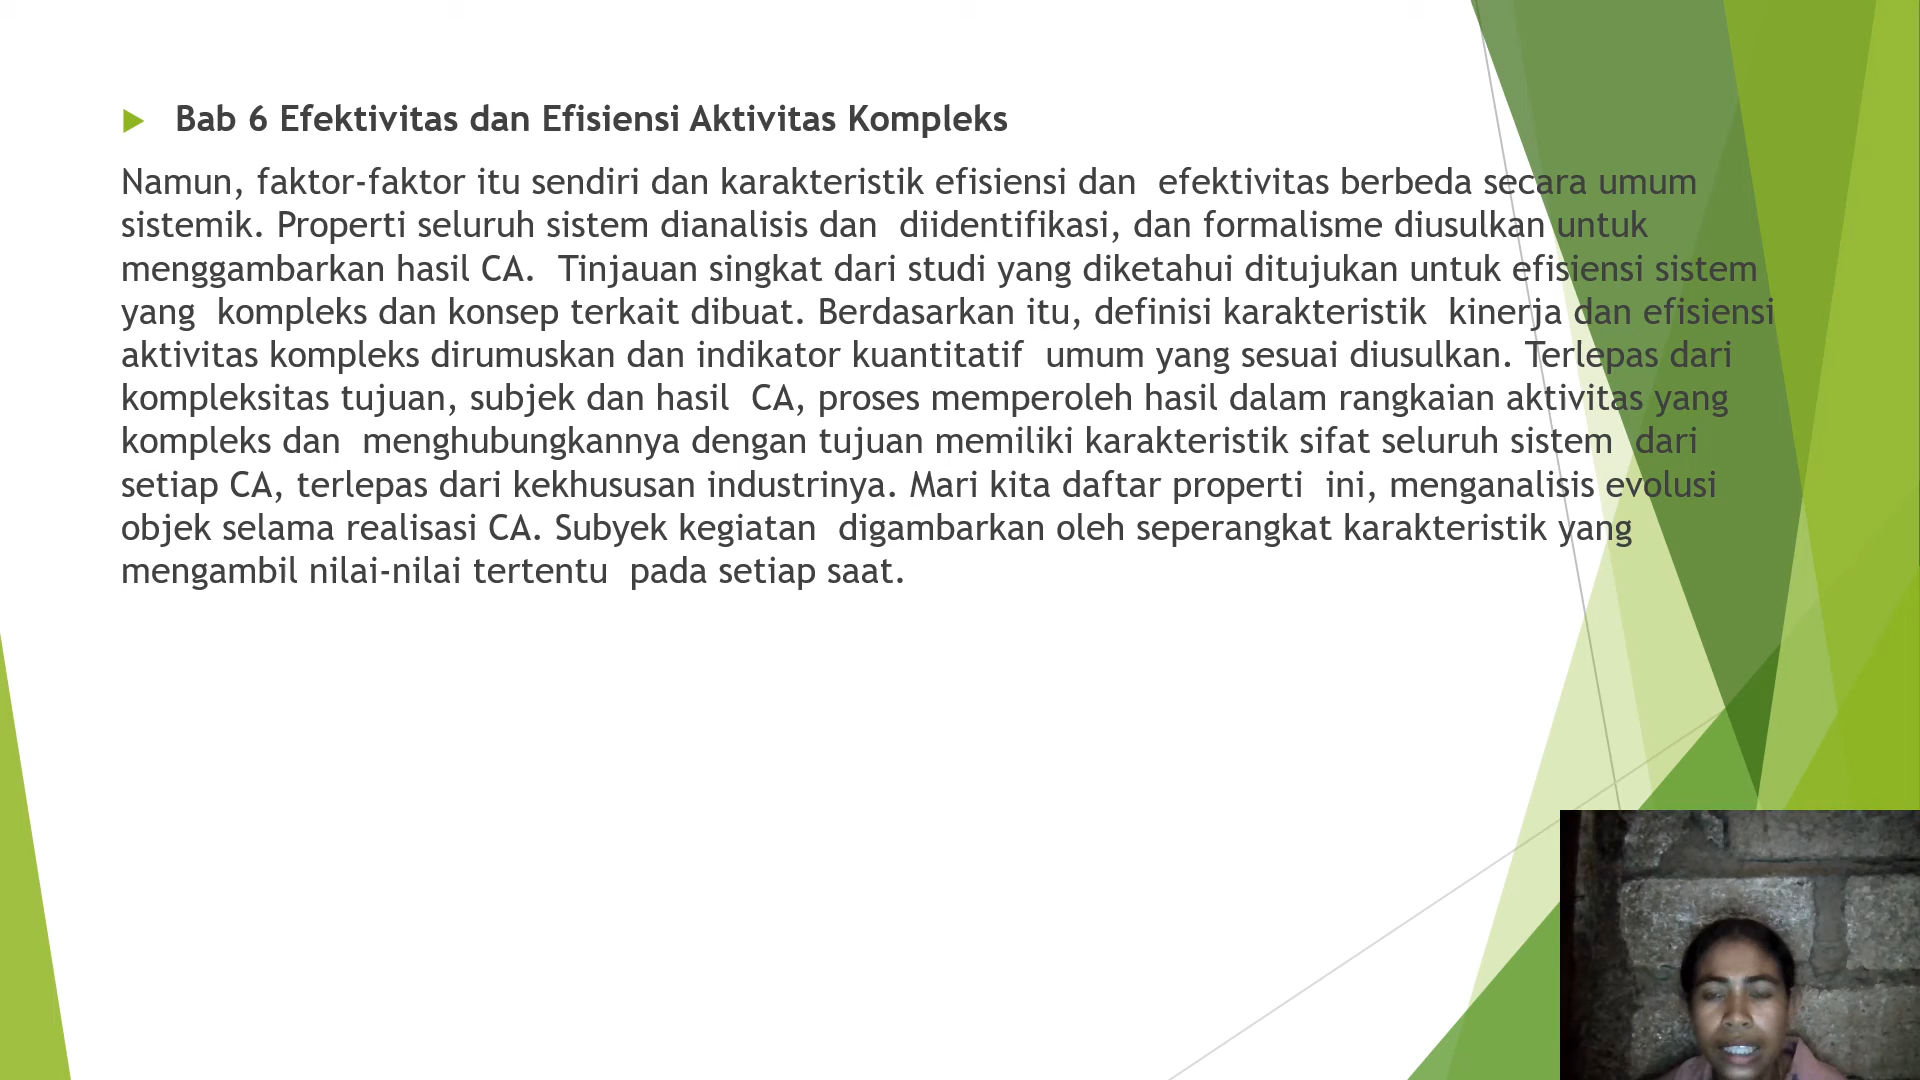 Bab 6 Efektivitas dan Efisiensi Aktivitas Kompleks
Namun, faktor-faktor itu sendiri dan karakteristik efisiensi dan efektivitas berbeda secara umum
sistemik. Properti seluruh sistem dianalisis dan diidentifikasi, dan formalisme diusulkan untuk
menggambarkan hasil CA. Tinjauan singkat dari studi yang diketahui ditujukan untuk efisiensi sistem
yang kompleks dan konsep terkait dibuat. Berdasarkan itu, definisi karakteristik kinerja dan efisiensi
aktivitas kompleks dirumuskan dan indikator kuantitatif umum yang sesuai diusulkan. Terlepas dari
kompleksitas tujuan, subjek dan hasil CA, proses memperoleh hasil dalam rangkaian aktivitas yang
kompleks dan menghubungkannya dengan tujuan memiliki karakteristik sifat seluruh sistem dari
setiap CA, terlepas dari kekhususan industrinya. Mari kita daftar properti ini, menganalisis evolusi
objek selama realisasi CA. Subyek kegiatan digambarkan oleh seperangkat karakteristik yang
mengambil nilai-nilai tertentu pada setiap saat.